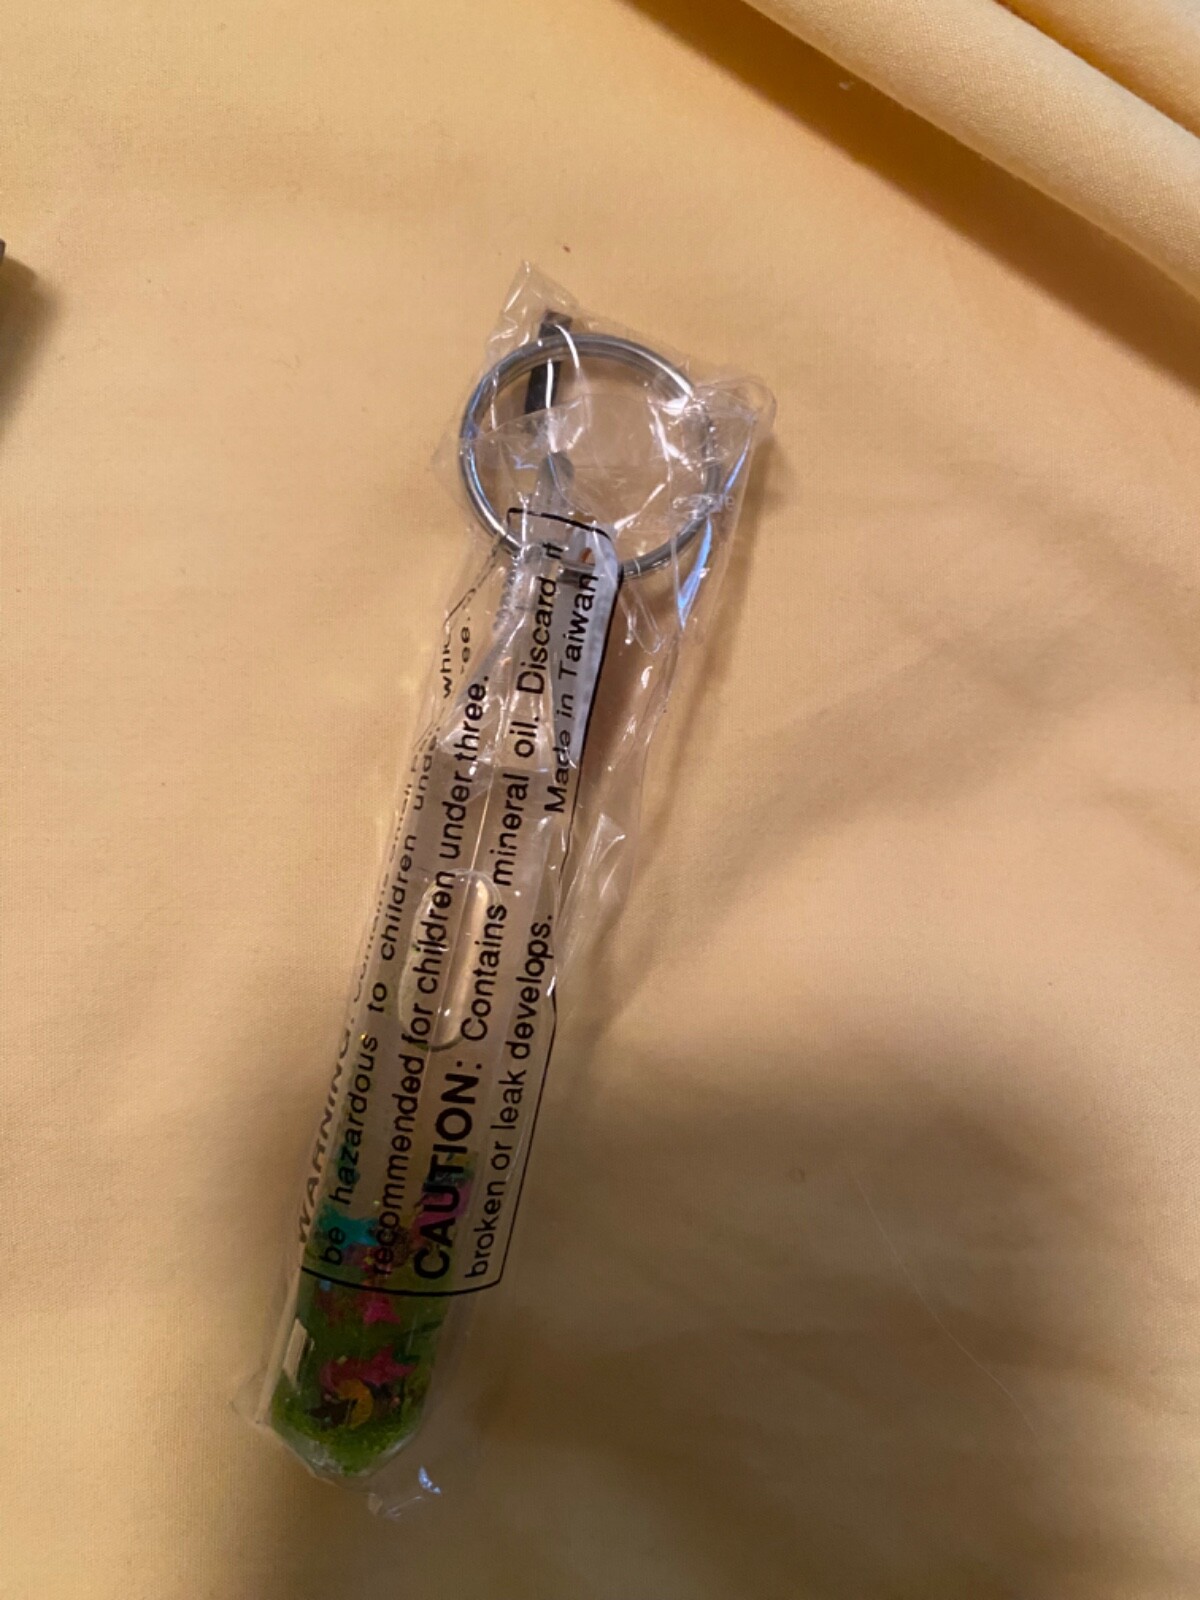 WARNING:
be hazardous to children under
recommended for children under three.
CAUTION: Contains mineral oil. Discard if
broken or leak develops. Made in Taiwan